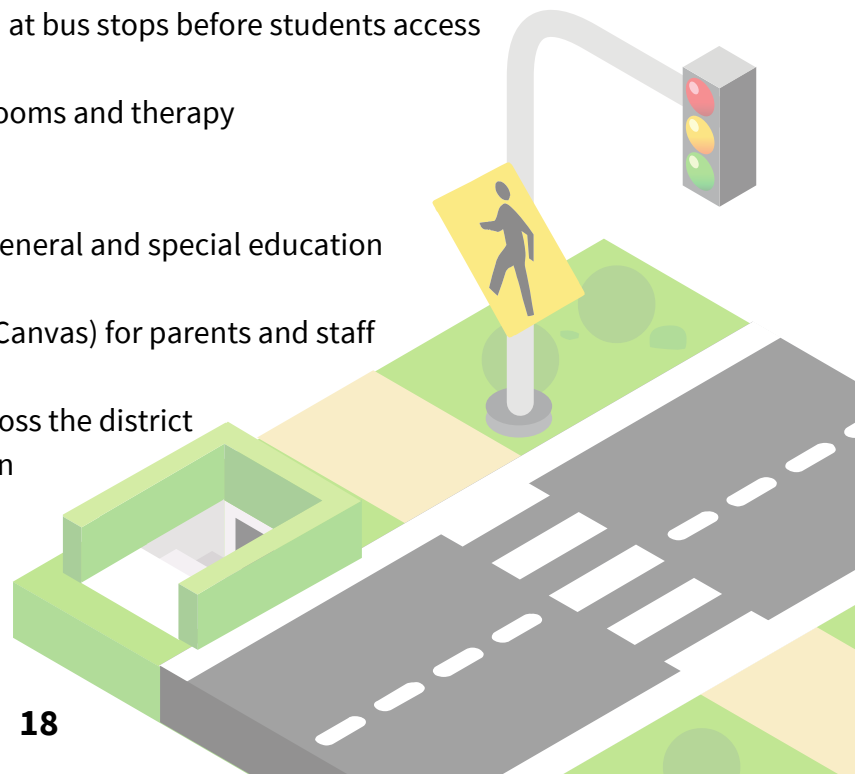 at bus stops before students access
ooms and therapy
eneral and special education
Canvas) for parents and staff
oss the district
n
18